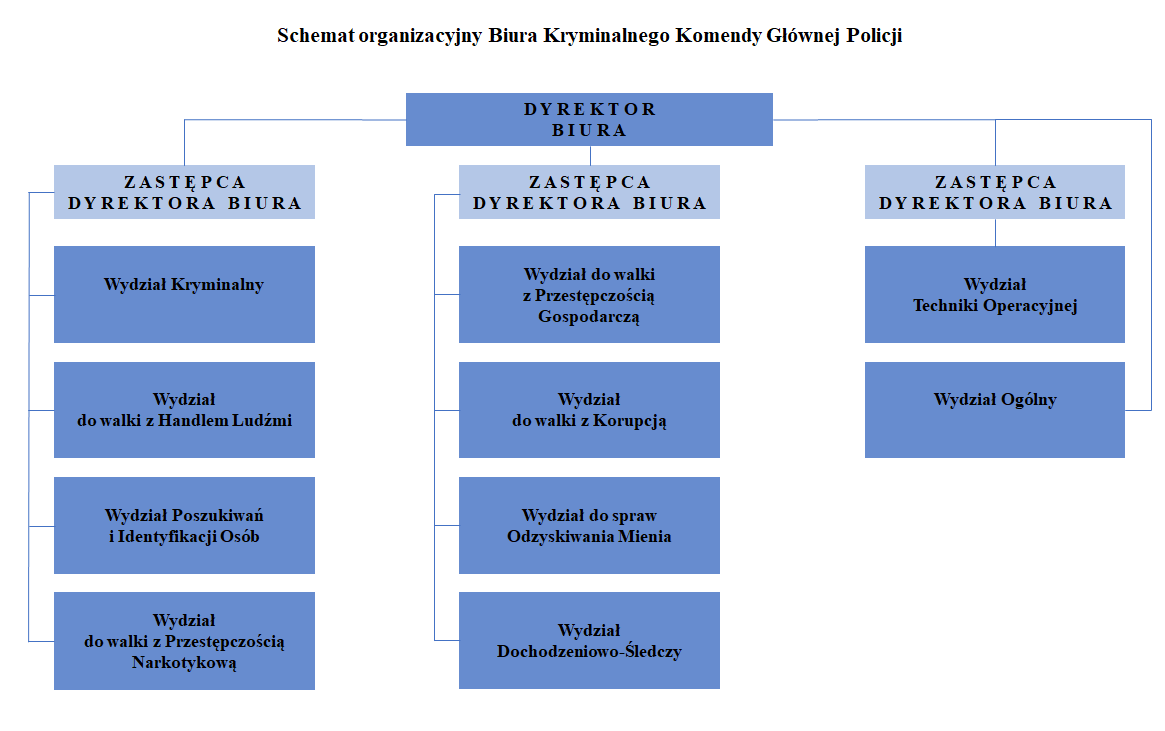 Schemat organizacyjny Biura Kryminalnego Komendy Głównej Policji
DYREKTOR
BIURA
ZASTĘPCA
DYREKTORA BIURA
Wydział Kryminalny
Wydział
do walki z Handlem Ludźmi
Wydział Poszukiwań
i Identyfikacji Osób
Wydział
do walki z Przestępczością
Narkotykową
ZASTĘPCA
DYREKTORA BIURA
Wydział do walki
z Przestępczością
Gospodarczą
Wydział
do walki z Korupcją
Wydział do spraw
Odzyskiwania Mienia
Wydział
Dochodzeniowo-Śledczy
ZASTĘPCA
DYREKTORA BIURA
Wydział
Techniki Operacyjnej
Wydział Ogólny